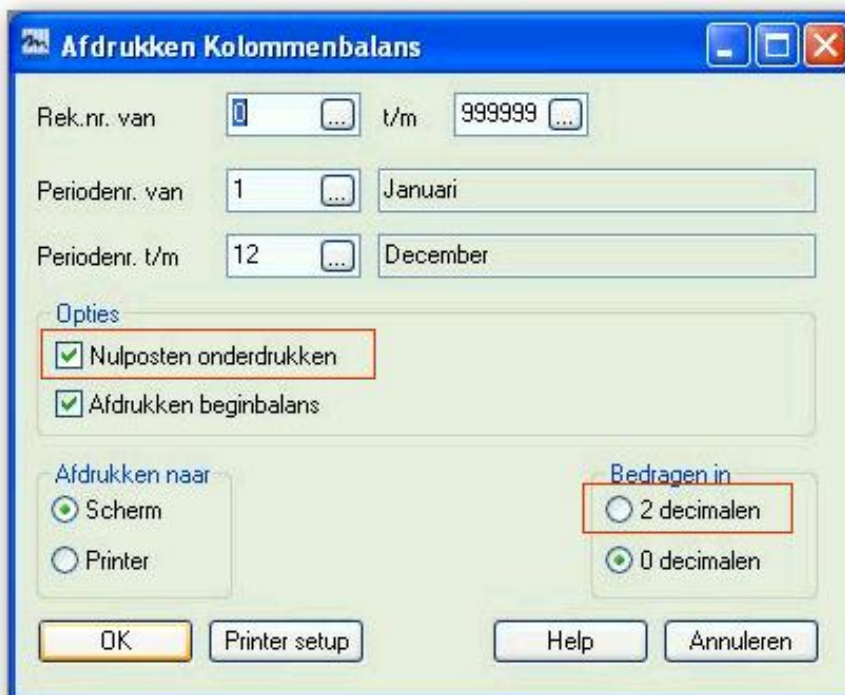 Afdrukken Kolommenbalans
Rek.nr. van 0 ... t/m 999999 ...
Periodenr. van 1 ... Januari
Periodenr. t/m 12 ... December
Opties
Nulposten onderdrukken
Afdrukken beginbalans
Afdrukken naar Bedragen in
Scherm 2 decimalen
Printer 0 decimalen
OK Printer setup Help Annuleren